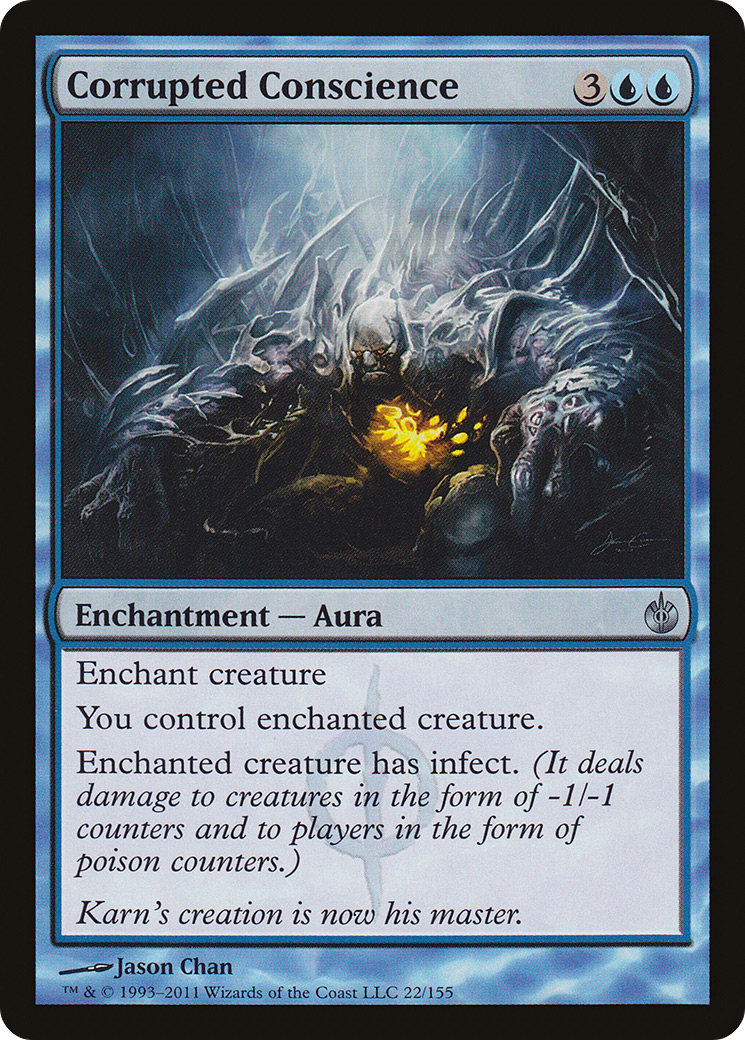 Corrupted Conscience 3
Enchantment — Aura
Enchant creature
You control enchanted creature.
Enchanted creature has infect. (It deals
damage to creatures in the form of -1/-1
counters and to players in the form of
poison counters.)
Karn's creation is now his master.
Jason Chan
™ & © 1993–2011 Wizards of the Coast LLC 22/155